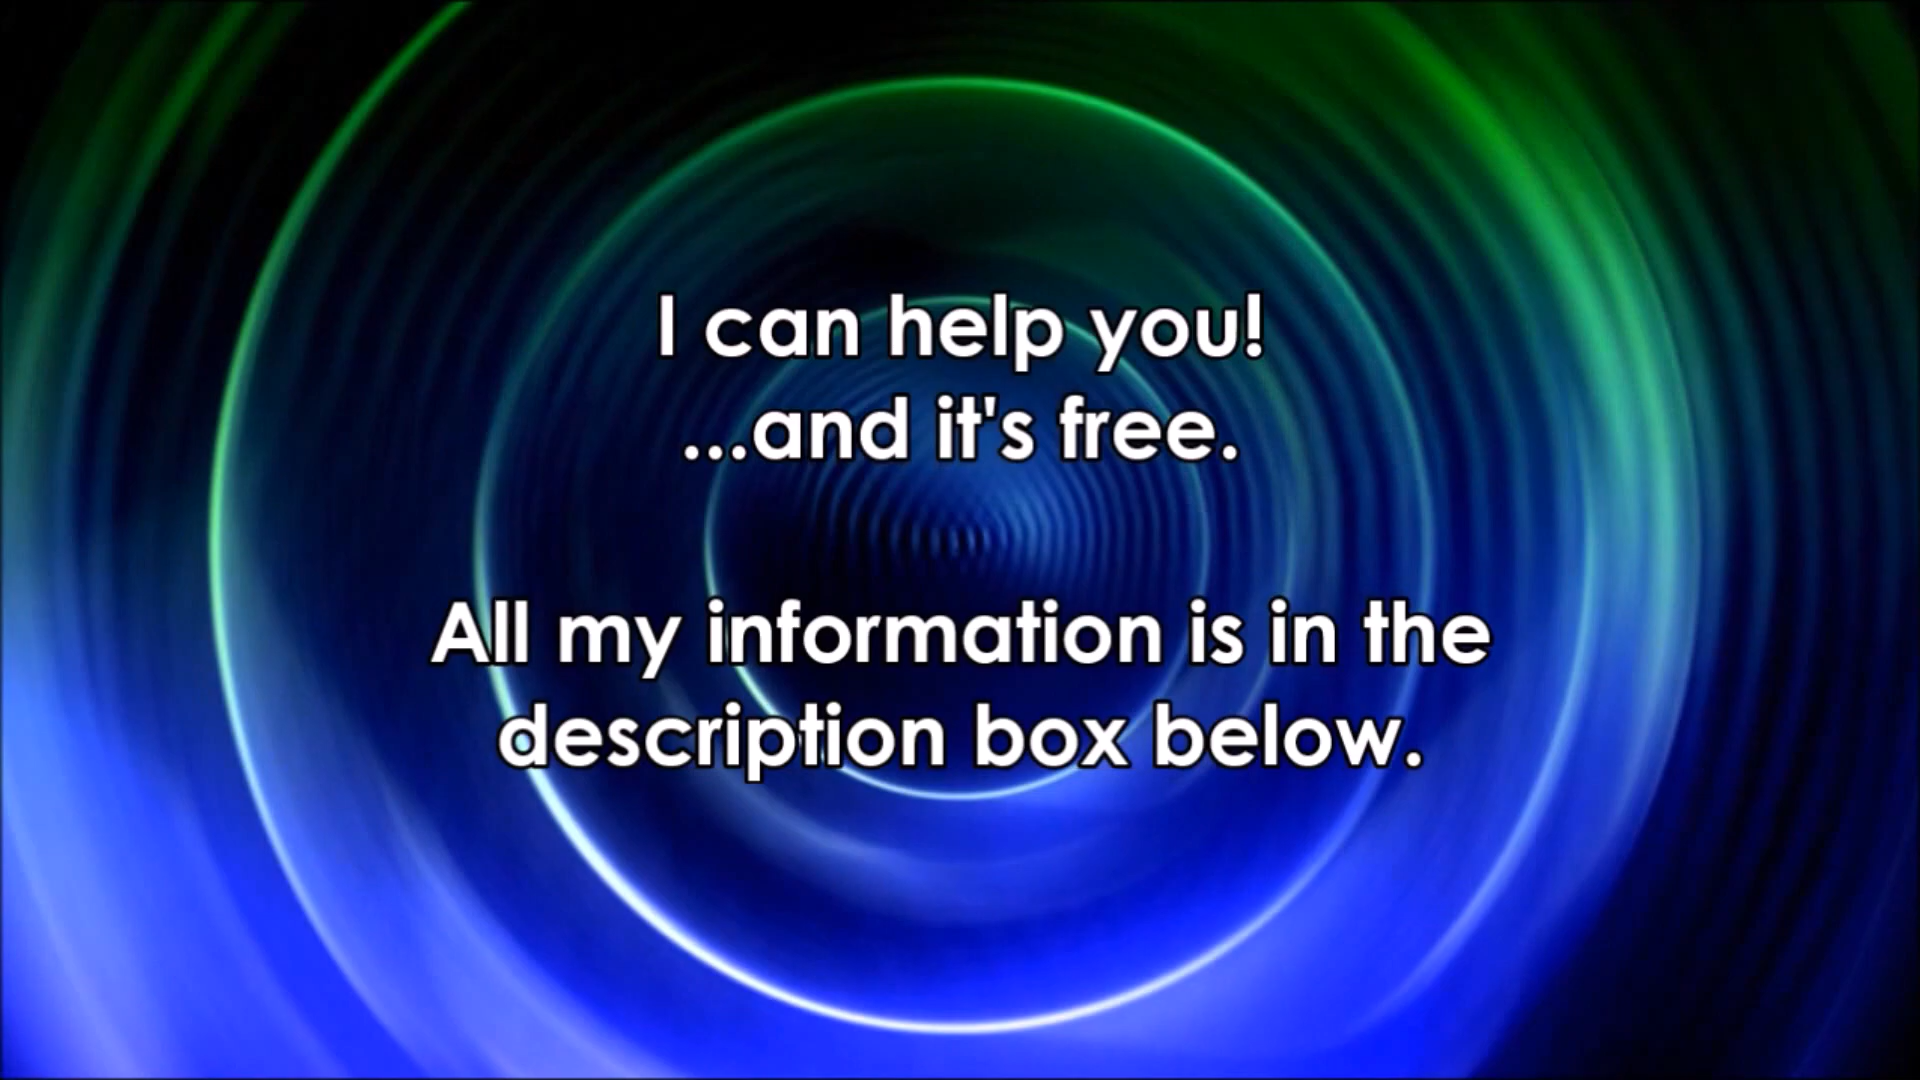 I can help you!
...and it's free.
All my information is in the
description box below.